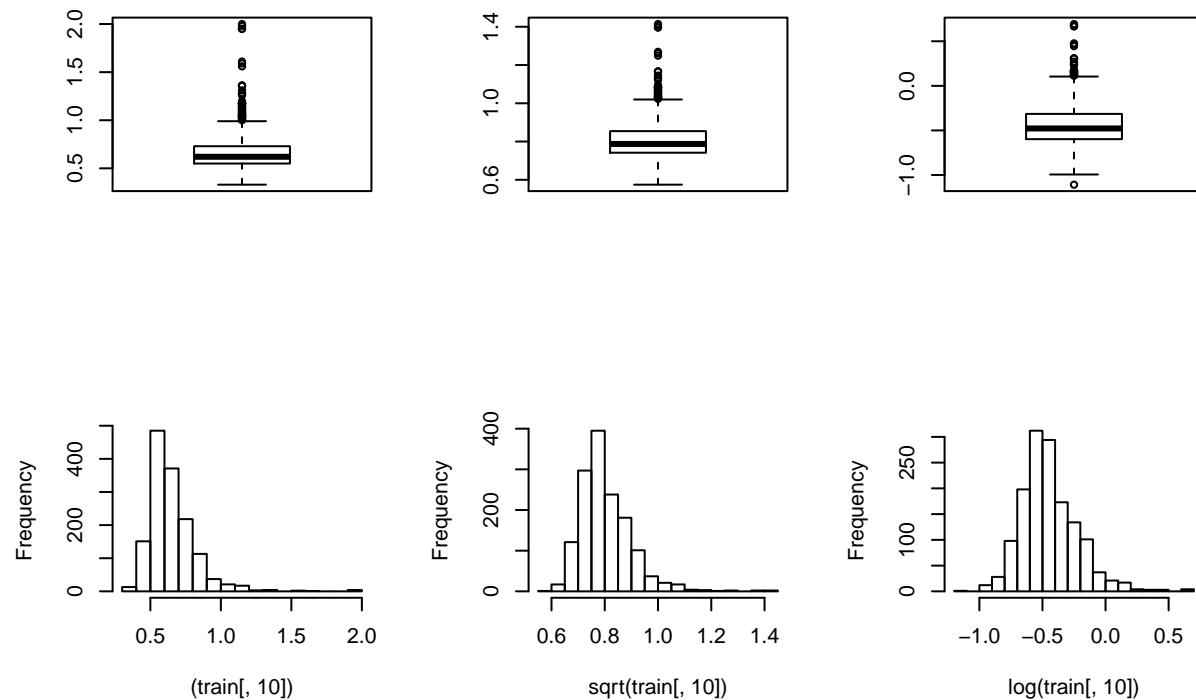 0.5 1.0 1.5 2.0
0.6 1.0 1.4
−1.0 0.0
Frequency
0 200 400
0.5 1.0 1.5 2.0
(train[, 10])
Frequency
0 200 400
0.6 0.8 1.0 1.2 1.4
sqrt(train[, 10])
Frequency
0 100 250
−1.0 −0.5 0.0 0.5
log(train[, 10])